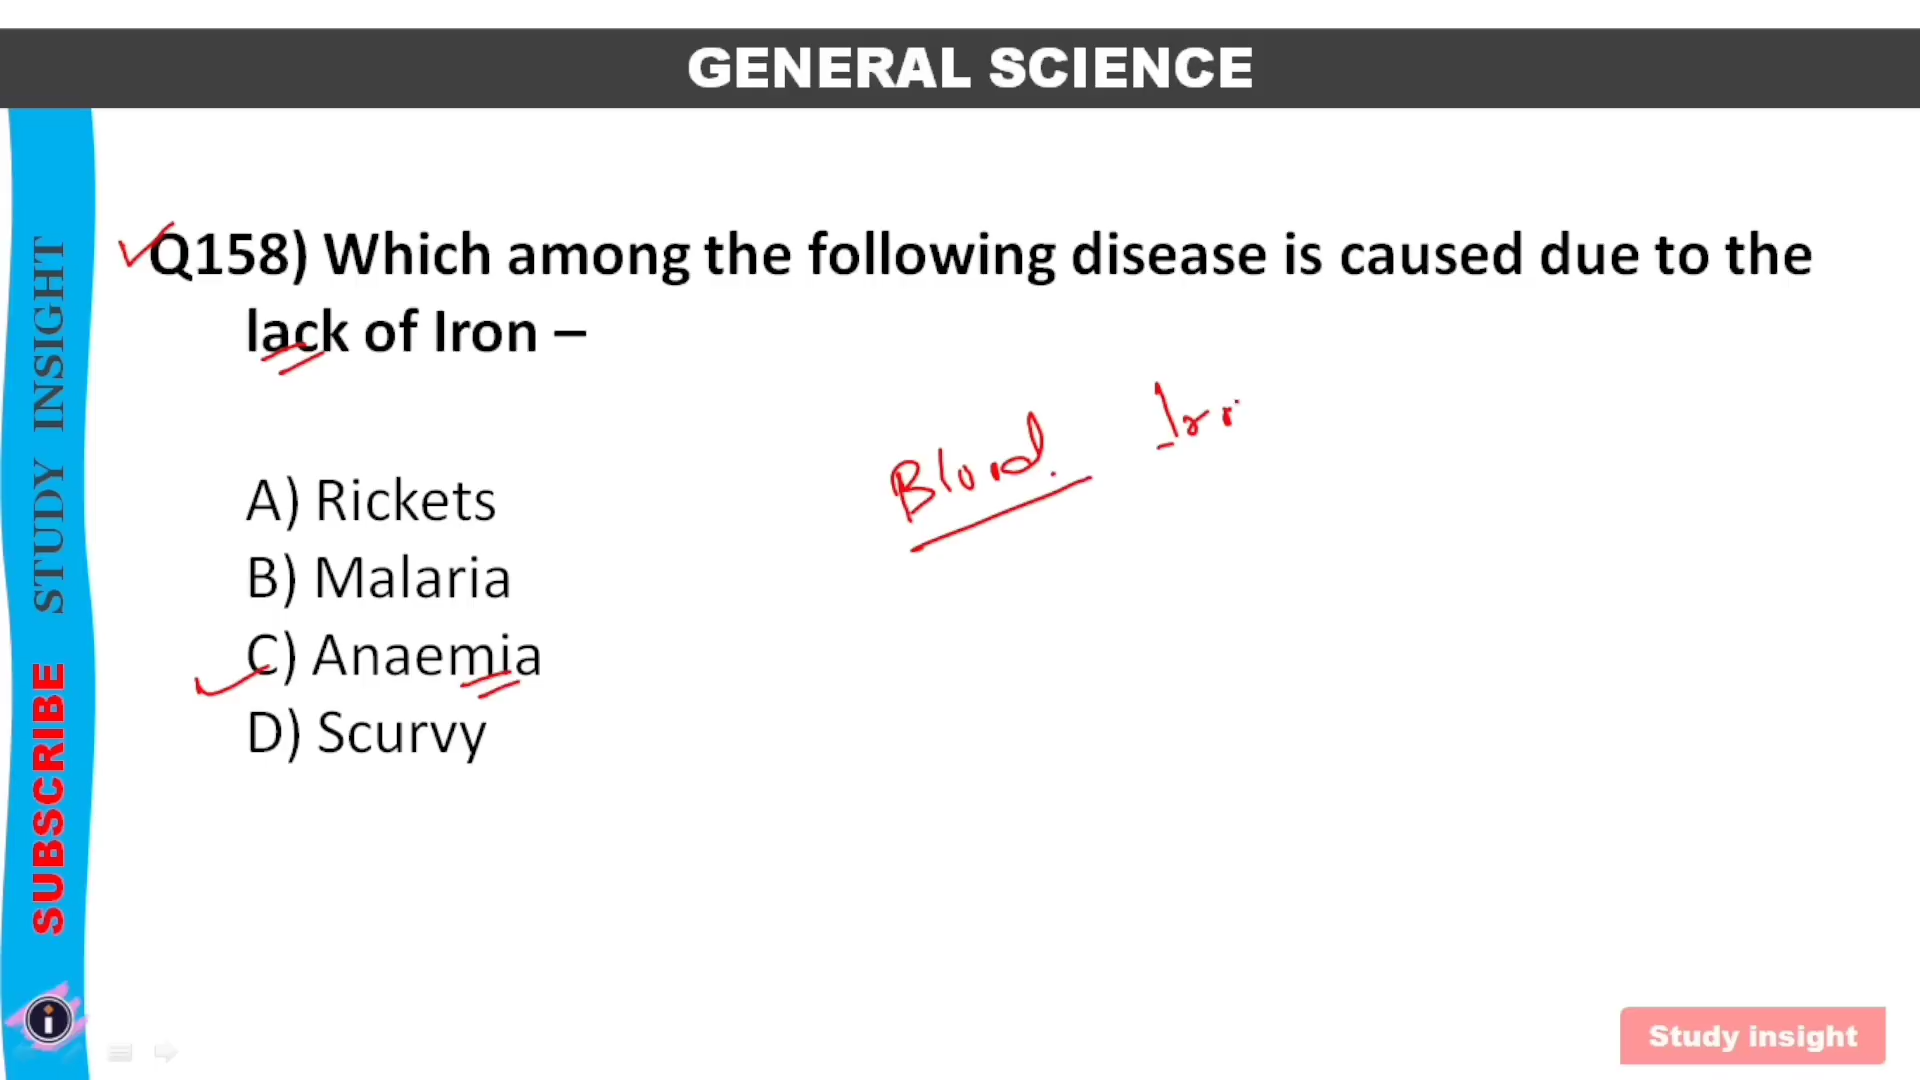 GENERAL SCIENCE
Q158) Which among the following disease is caused due to the
lack of Iron –
Blood. Iro
A) Rickets
B) Malaria
C) Anaemia
D) Scurvy
SUBSCRIBE STUDY INSIGHT
i
Study insight